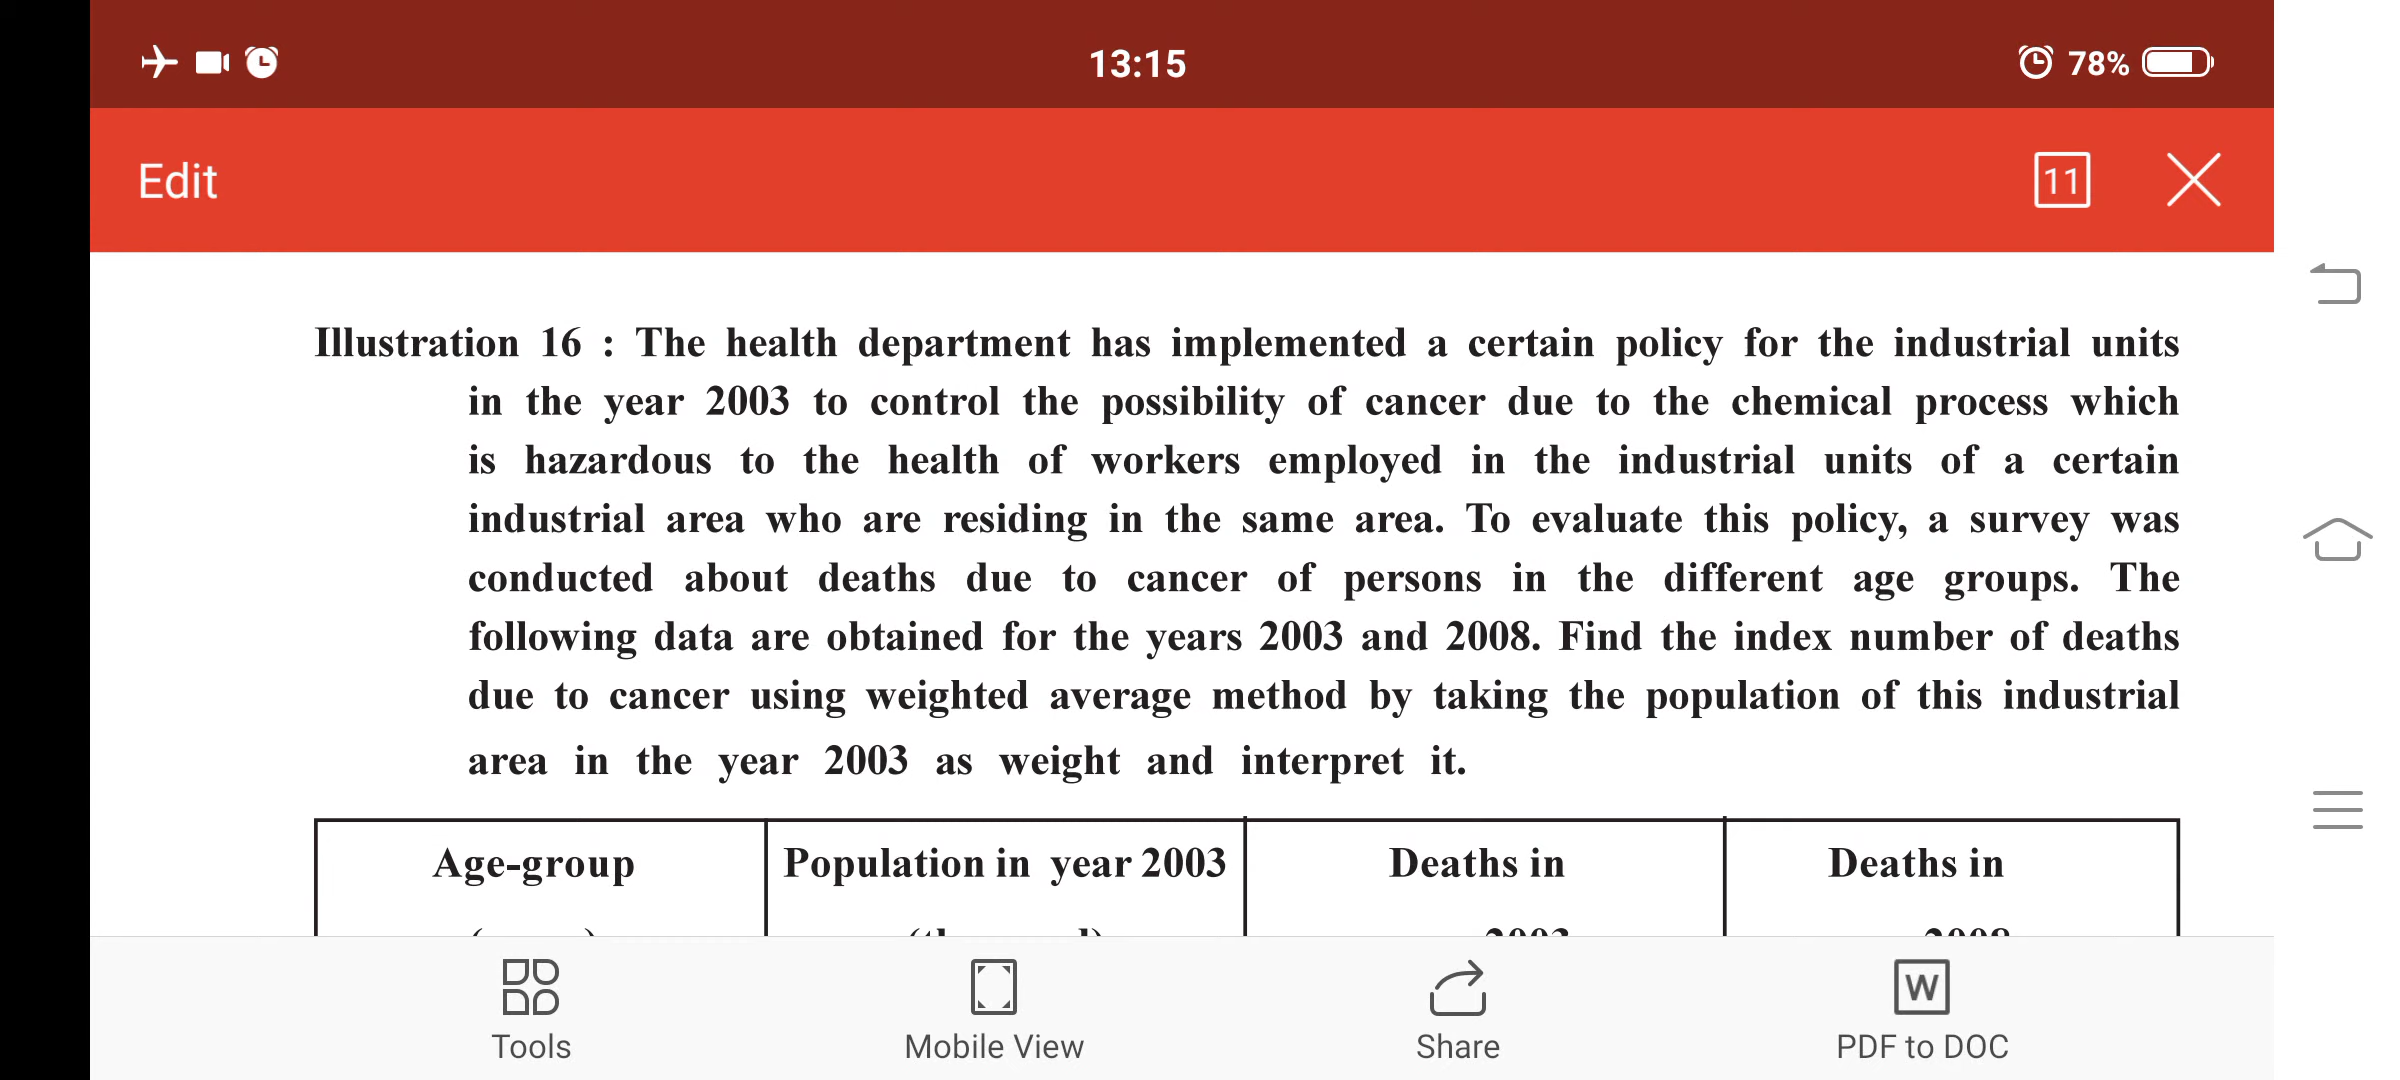 13:15
78%
Edit
11
Illustration 16 : The health department has implemented a certain policy for the industrial units
in the year 2003 to control the possibility of cancer due to the chemical process which
is hazardous to the health of workers employed in the industrial units of a certain
industrial area who are residing in the same area. To evaluate this policy, a survey was
conducted about deaths due to cancer of persons in the different age groups. The
following data are obtained for the years 2003 and 2008. Find the index number of deaths
due to cancer using weighted average method by taking the population of this industrial
area in the year 2003 as weight and interpret it.
Age-group Population in year 2003 Deaths in Deaths in
W
Tools Mobile View Share PDF to DOC